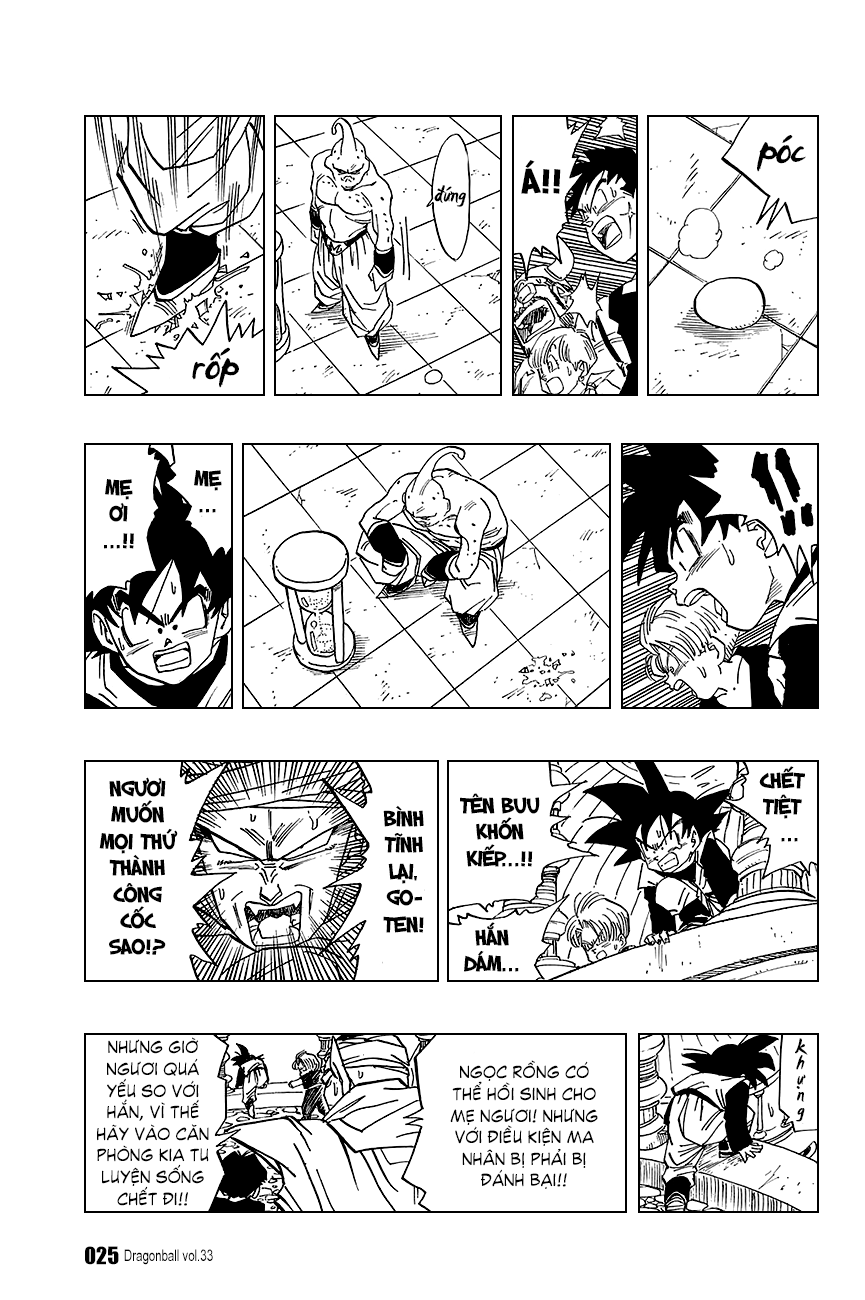 póc
Á!!
đứng
rốp
!!
MẸ
...
MẸ
ƠI
...!!
CHẾT
TIỆT
...
TÊN BUU
KHỐN
KIẾP...!!
HẮN
DÁM...
BÌNH
TĨNH
LẠI,
GO-
TEN!
NGƯƠI
MUỐN
MỌI THỨ
THÀNH
CÔNG
CỐC
SAO!?
khựng
NGỌC RỒNG CÓ
THỂ HỒI SINH CHO
MẸ NGƯƠI! NHƯNG
VỚI ĐIỀU KIỆN MA
NHÂN BỊ PHẢI BỊ
ĐÁNH BẠI!!
NHƯNG GIỜ
NGƯƠI QUÁ
YẾU SO VỚI
HẮN, VÌ THẾ
HÃY VÀO CĂN
PHÒNG KIA TU
LUYỆN SỐNG
CHẾT ĐI!!
025 Dragonball vol.33